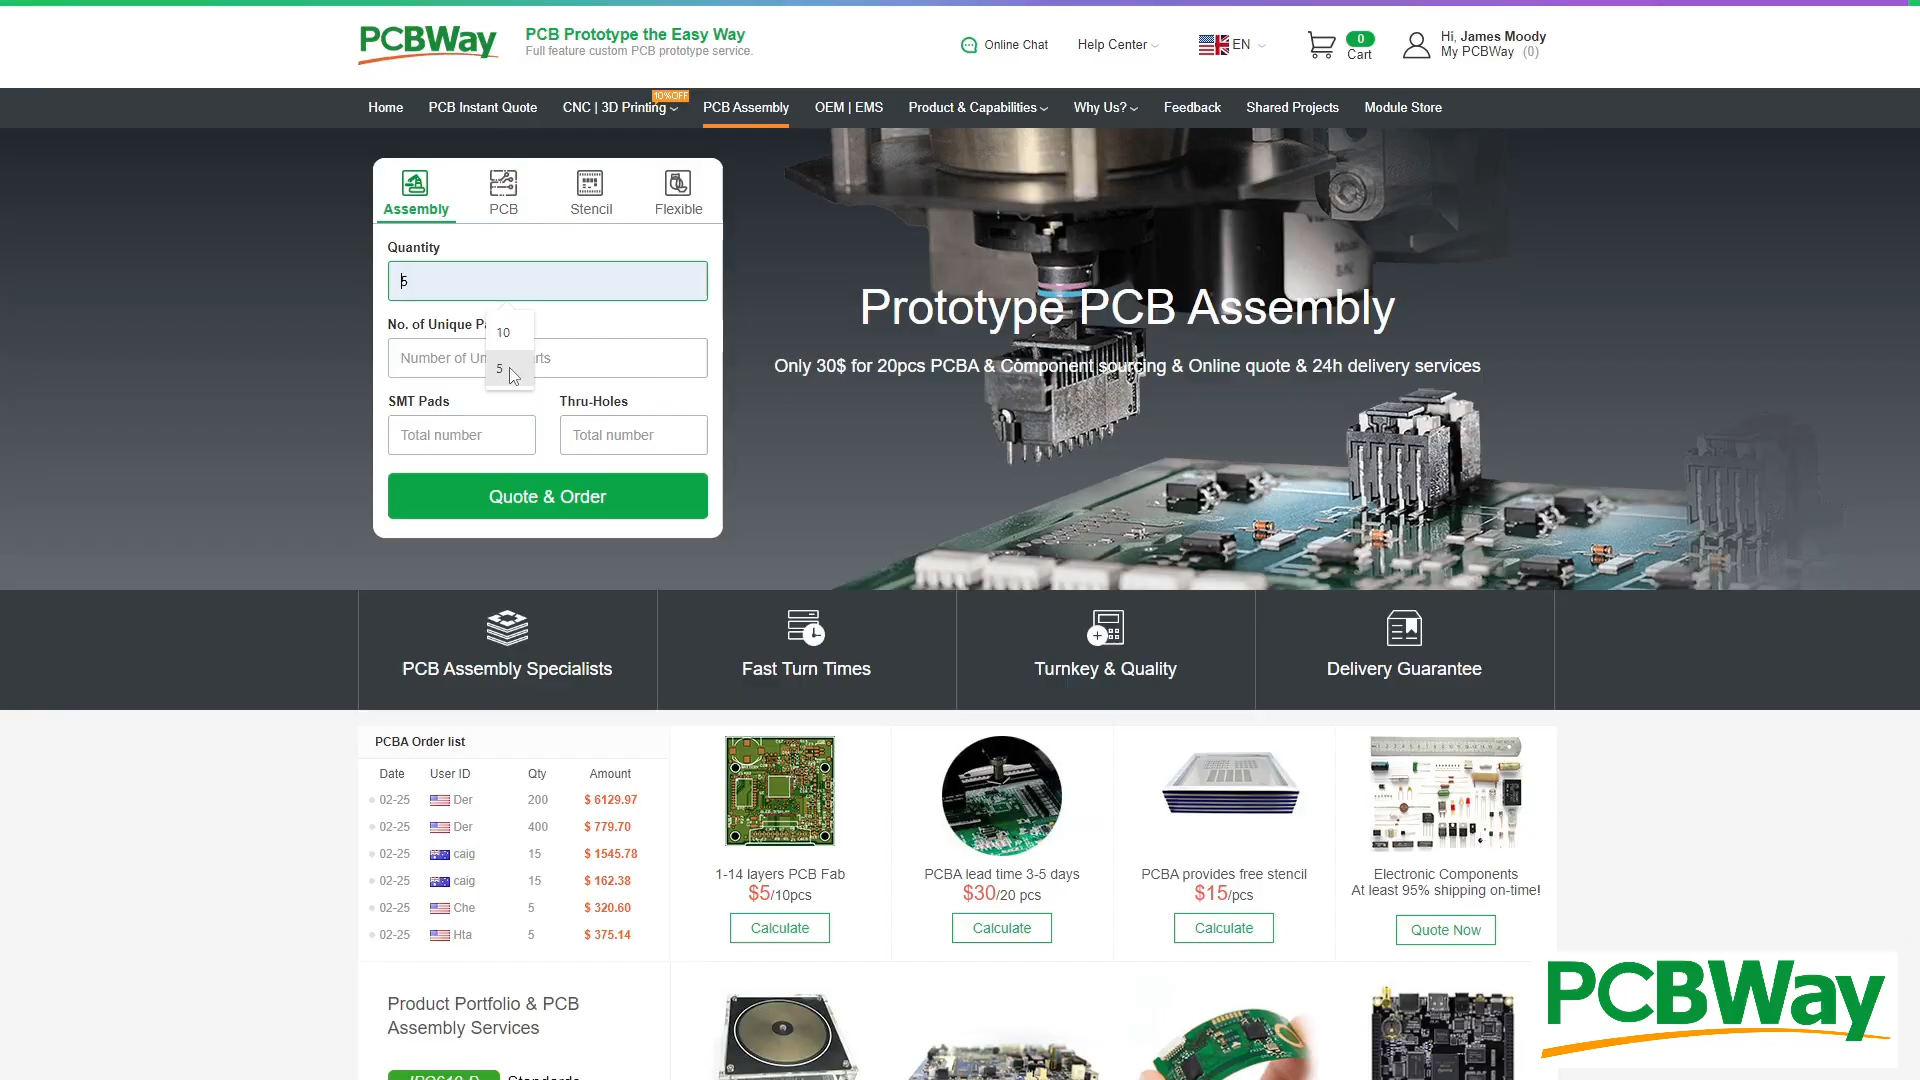 PCBWay
PCB Prototype the Easy Way
Full feature custom PCB prototype service.
Online Chat
Help Center
EN
0
Cart
Hi, James Moody
My PCBWay (0)
10%OFF
Home
PCB Instant Quote
CNC | 3D Printing
PCB Assembly
OEM | EMS
Product & Capabilities
Why Us?
Feedback
Shared Projects
Module Store
Assembly
PCB
Stencil
Flexible
Quantity
5
10
5
No. of Unique P
Number of Un
rts
SMT Pads
Thru-Holes
Total number
Total number
Quote & Order
Prototype PCB Assembly
Only 30$ for 20pcs PCBA & Component sourcing & Online quote & 24h delivery services
PCB Assembly Specialists
Fast Turn Times
Turnkey & Quality
Delivery Guarantee
PCBA Order list
Date User ID Qty Amount
02-25 Der 200 $ 6129.97
02-25 Der 400 $ 779.70
02-25 caig 15 $ 1545.78
02-25 caig 15 $ 162.38
02-25 Che 5 $ 320.60
02-25 Hta 5 $ 375.14
1-14 layers PCB Fab
$5/10pcs
Calculate
PCBA lead time 3-5 days
$30/20 pcs
Calculate
PCBA provides free stencil
$15/pcs
Calculate
Electronic Components
At least 95% shipping on-time!
Quote Now
Product Portfolio & PCB
Assembly Services
PCBWay